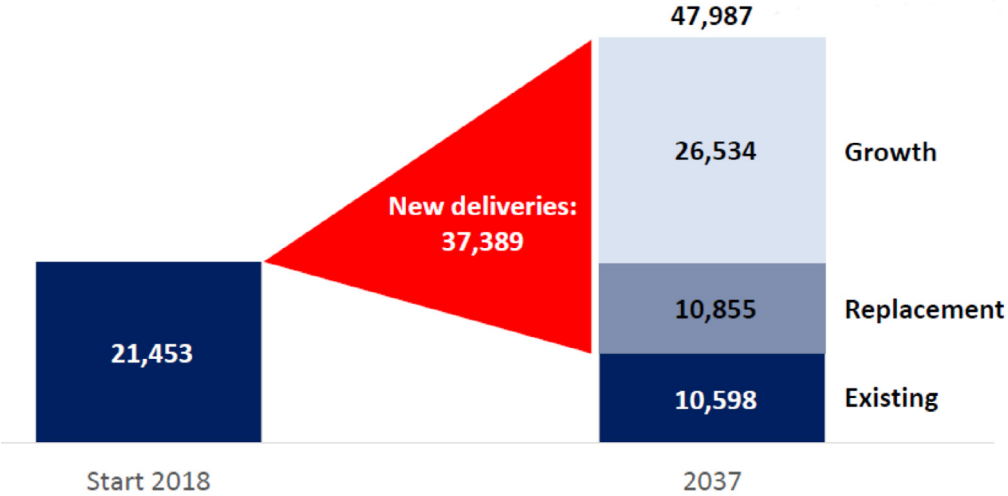 47,987
26,534 Growth
New deliveries:
37,389
10,855 Replacement
21,453
10,598 Existing
Start 2018 2037